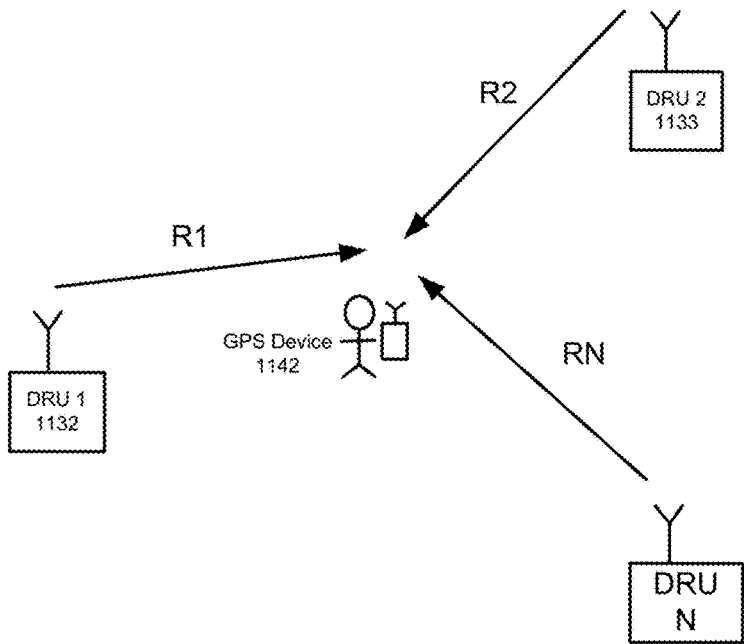 R2
DRU 2
1133
R1
GPS Device
1142
DRU 1
1132
RN
DRU
N